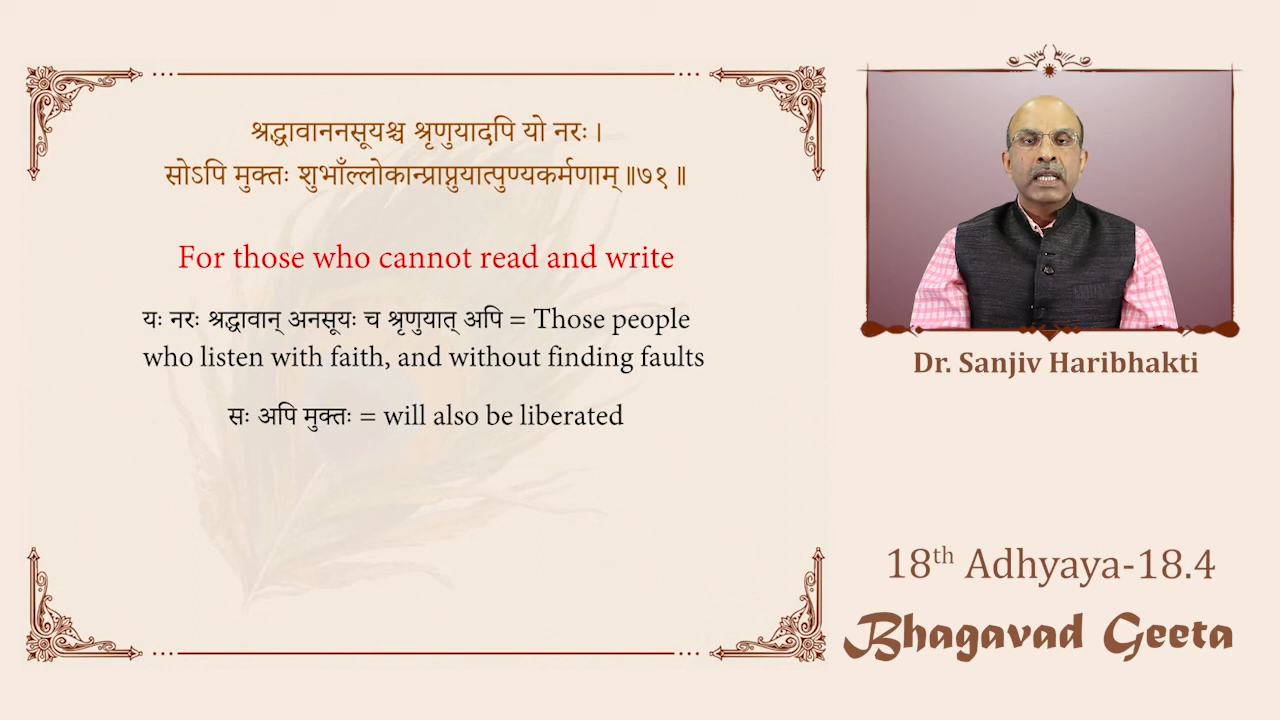 श्रद्धावाननसूयश्च श्रृणुयादपि यो नरः ।
सोऽपि मुक्तः शुभाँल्लोकान्प्राप्नुयात्पुण्यकर्मणाम् ॥७१॥
For those who cannot read and write
यः नरः श्रद्धावान् अनसूयः च श्रृणुयात् अपि = Those people
who listen with faith, and without finding faults
सः अपि मुक्तः = will also be liberated
Dr. Sanjiv Haribhakti
18th Adhyaya-18.4
Bhagavad Geeta